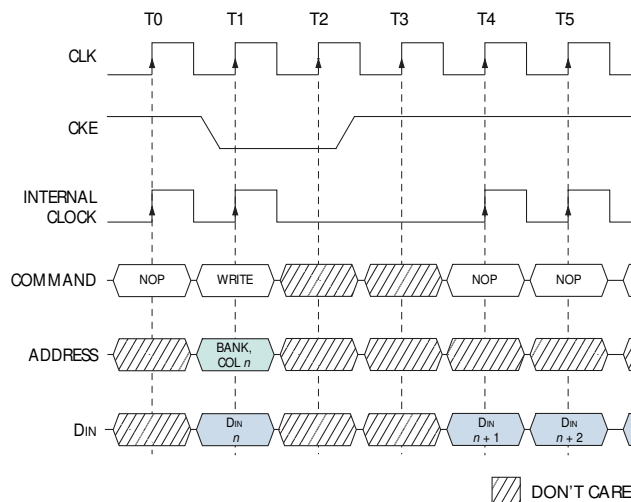 T0 T1 T2 T3 T4 T5
CLK
CKE
INTERNAL
CLOCK
COMMAND NOP WRITE NOP NOP
ADDRESS BANK,
COL n
DIN DIN
n DIN
n + 1 DIN
n + 2
DON'T CARE